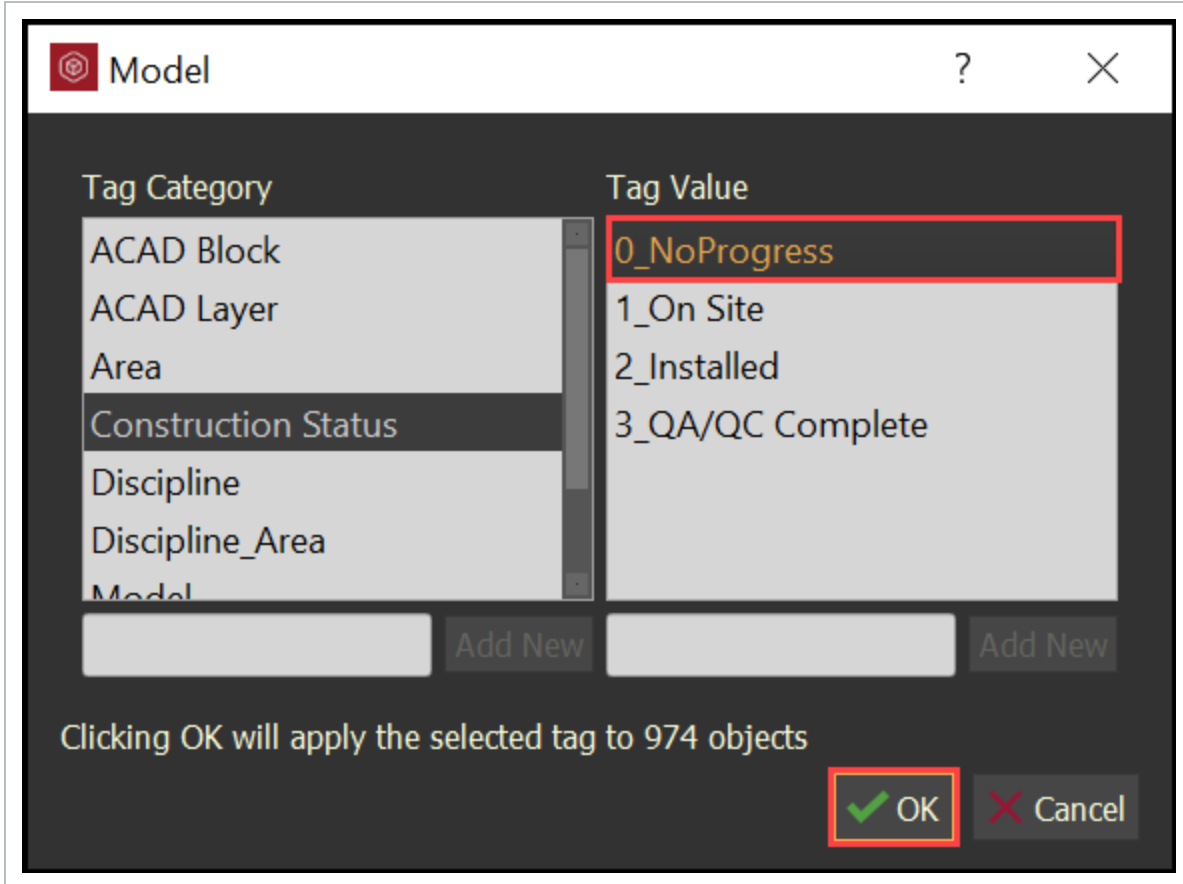 Model
?
Tag Category
ACAD Block
ACAD Layer
Area
Construction Status
Discipline
Discipline_Area
Model
Add New
Tag Value
0_NoProgress
1_On Site
2_Installed
3_QA/QC Complete
Add New
Clicking OK will apply the selected tag to 974 objects
OK
Cancel